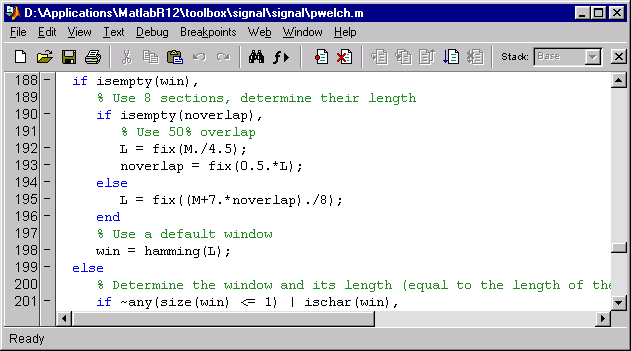 D:\Applications\MatlabR12\toolbox\signal\signal\pwelch.m
File Edit View Text Debug Breakpoints Web Window Help
Stack: Base
188 - if isempty(win),
189 % Use 8 sections, determine their length
190 - if isempty(noverlap),
191 % Use 50% overlap
192 - L = fix(M./4.5);
193 - noverlap = fix(0.5.*L);
194 - else
195 - L = fix((M+7.*noverlap)./8);
196 - end
197 % Use a default window
198 - win = hamming(L);
199 - else
200 % Determine the window and its length (equal to the length of the
201 - if ~any(size(win) <= 1) | ischar(win),
Ready